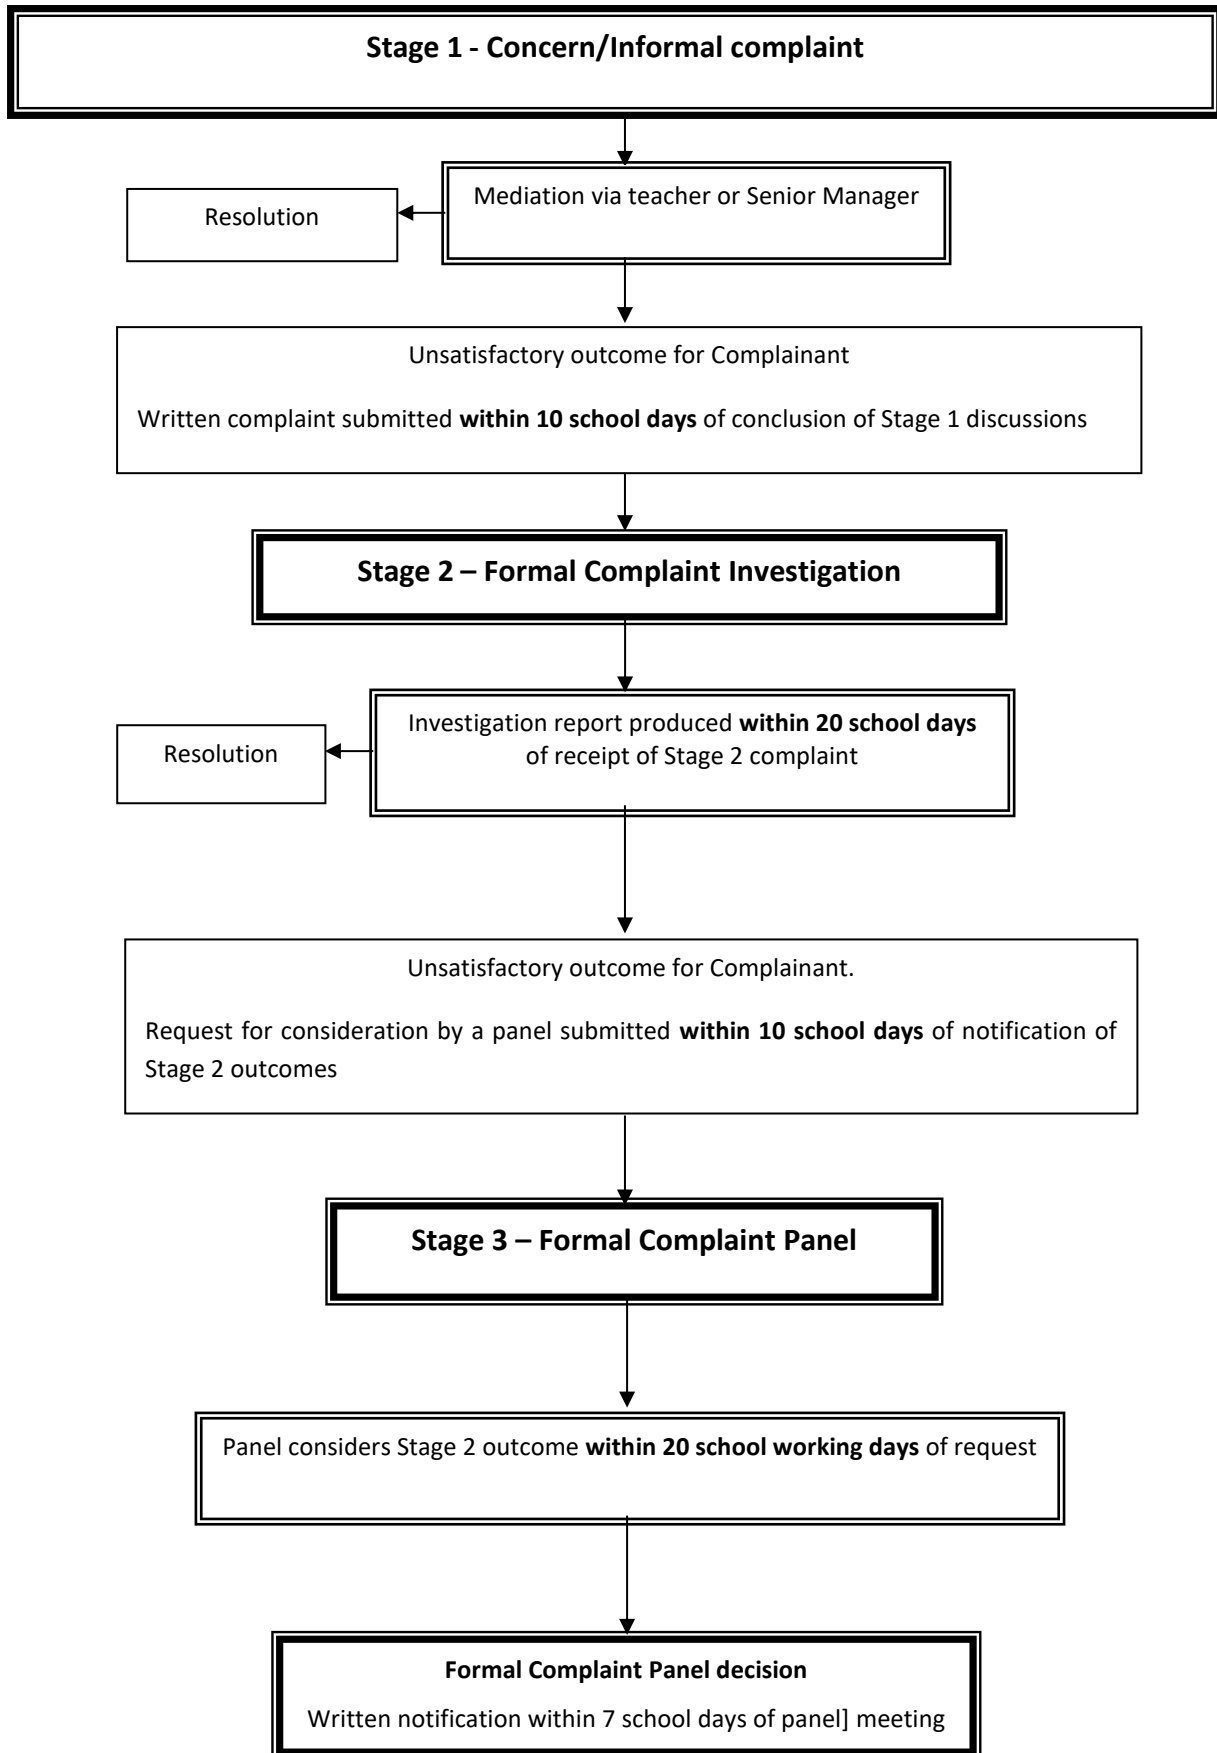 Stage 1 - Concern/Informal complaint
Mediation via teacher or Senior Manager
Resolution
Unsatisfactory outcome for Complainant
Written complaint submitted within 10 school days of conclusion of Stage 1 discussions
Stage 2 – Formal Complaint Investigation
Investigation report produced within 20 school days
of receipt of Stage 2 complaint
Resolution
Unsatisfactory outcome for Complainant.
Request for consideration by a panel submitted within 10 school days of notification of
Stage 2 outcomes
Stage 3 – Formal Complaint Panel
Panel considers Stage 2 outcome within 20 school working days of request
Formal Complaint Panel decision
Written notification within 7 school days of panel] meeting